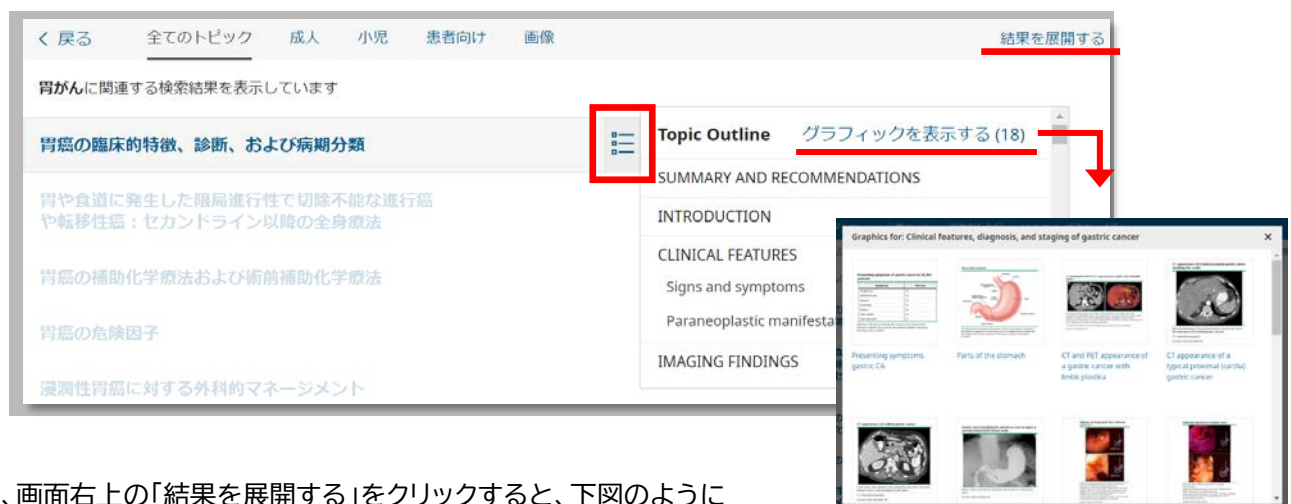 戻る 全てのトピック 成人 小児 患者向け 画像 結果を展開する
胃がんに関連する検索結果を表示しています
胃癌の臨床的特徴、診断、および病期分類
胃や食道に発生した限局進行性で切除不能な進行癌
や転移性癌：セカンドライン以降の全身療法
胃癌の補助化学療法および術前補助化学療法
胃癌の危険因子
浸潤性胃癌に対する外科的マネージメント
Topic Outline グラフィックを表示する (18)
SUMMARY AND RECOMMENDATIONS
INTRODUCTION
CLINICAL FEATURES
Signs and symptoms
Paraneoplastic manifesta
IMAGING FINDINGS
Graphics for: Clinical features, diagnosis, and staging of gastric cancer
Presenting symptoms
gastric CA
Parts of the stomach
CT and PET appearance of
a gastric cancer with
linitis plastica
CT appearance of a
typical proximal (cardia)
gastric cancer
、画面右上の「結果を展開する」をクリックすると、下図のように